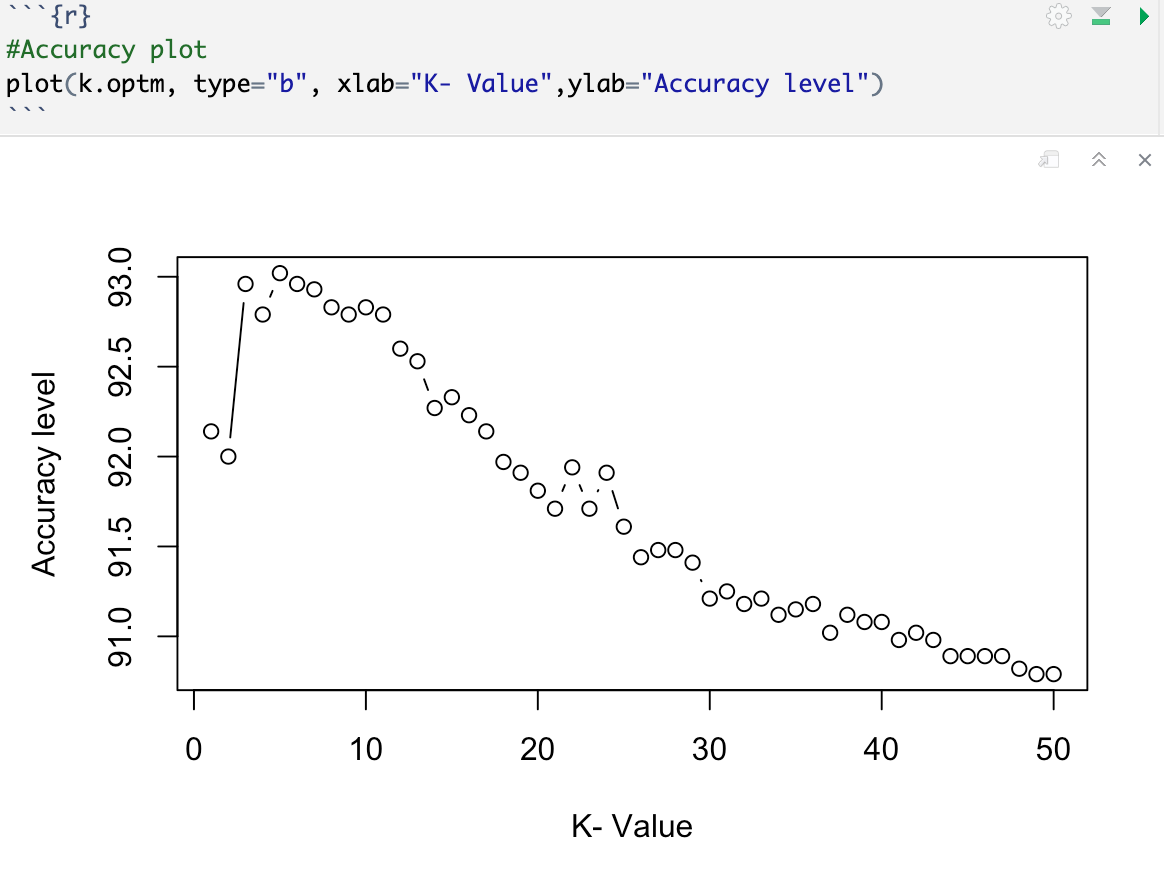 ```{r}
#Accuracy plot
plot(k.optm, type="b", xlab="K- Value",ylab="Accuracy level")
```
93.0
92.5
92.0
91.5
91.0
Accuracy level
0 10 20 30 40 50
K- Value